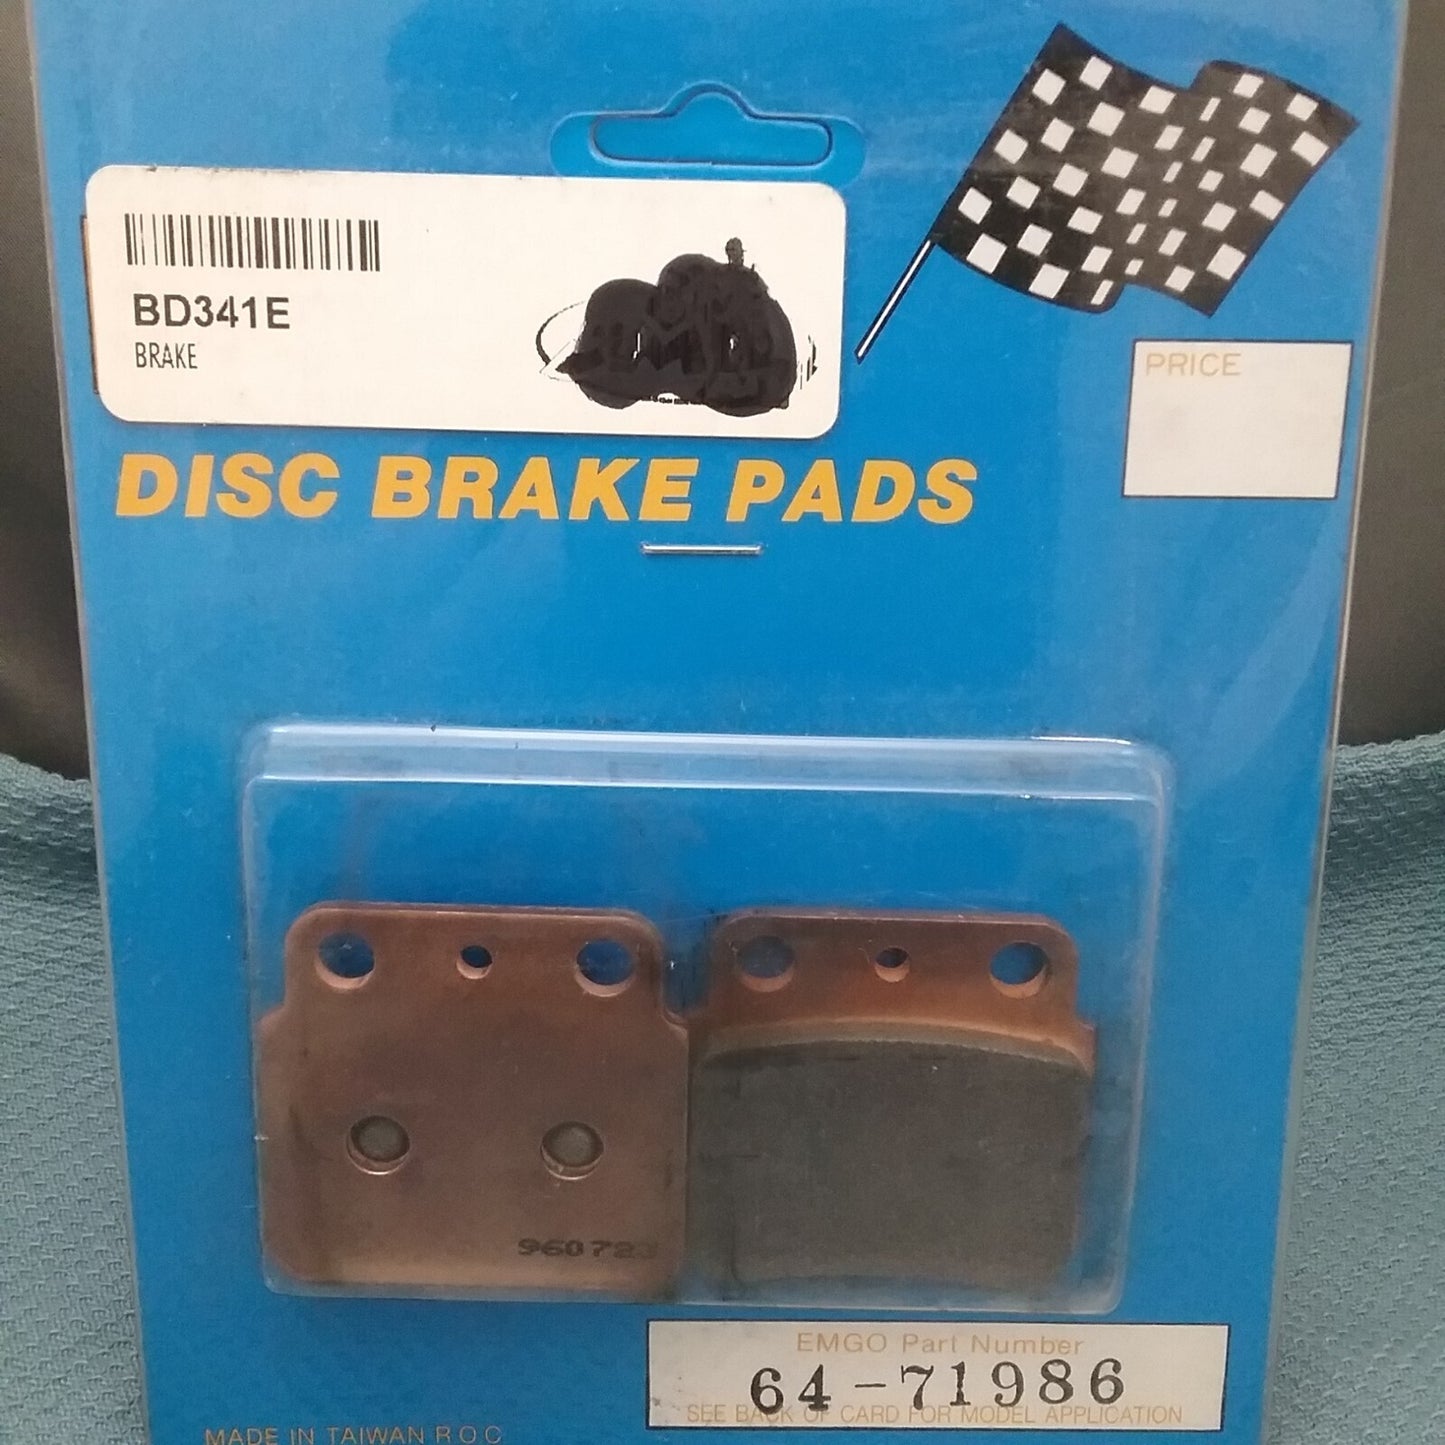 BD341E
BRAKE
PRICE
DISC BRAKE PADS
EMGO Part Number
64-71986
SEE BACK OF CARD FOR MODEL APPLICATION
MADE IN TAIWAN R O C